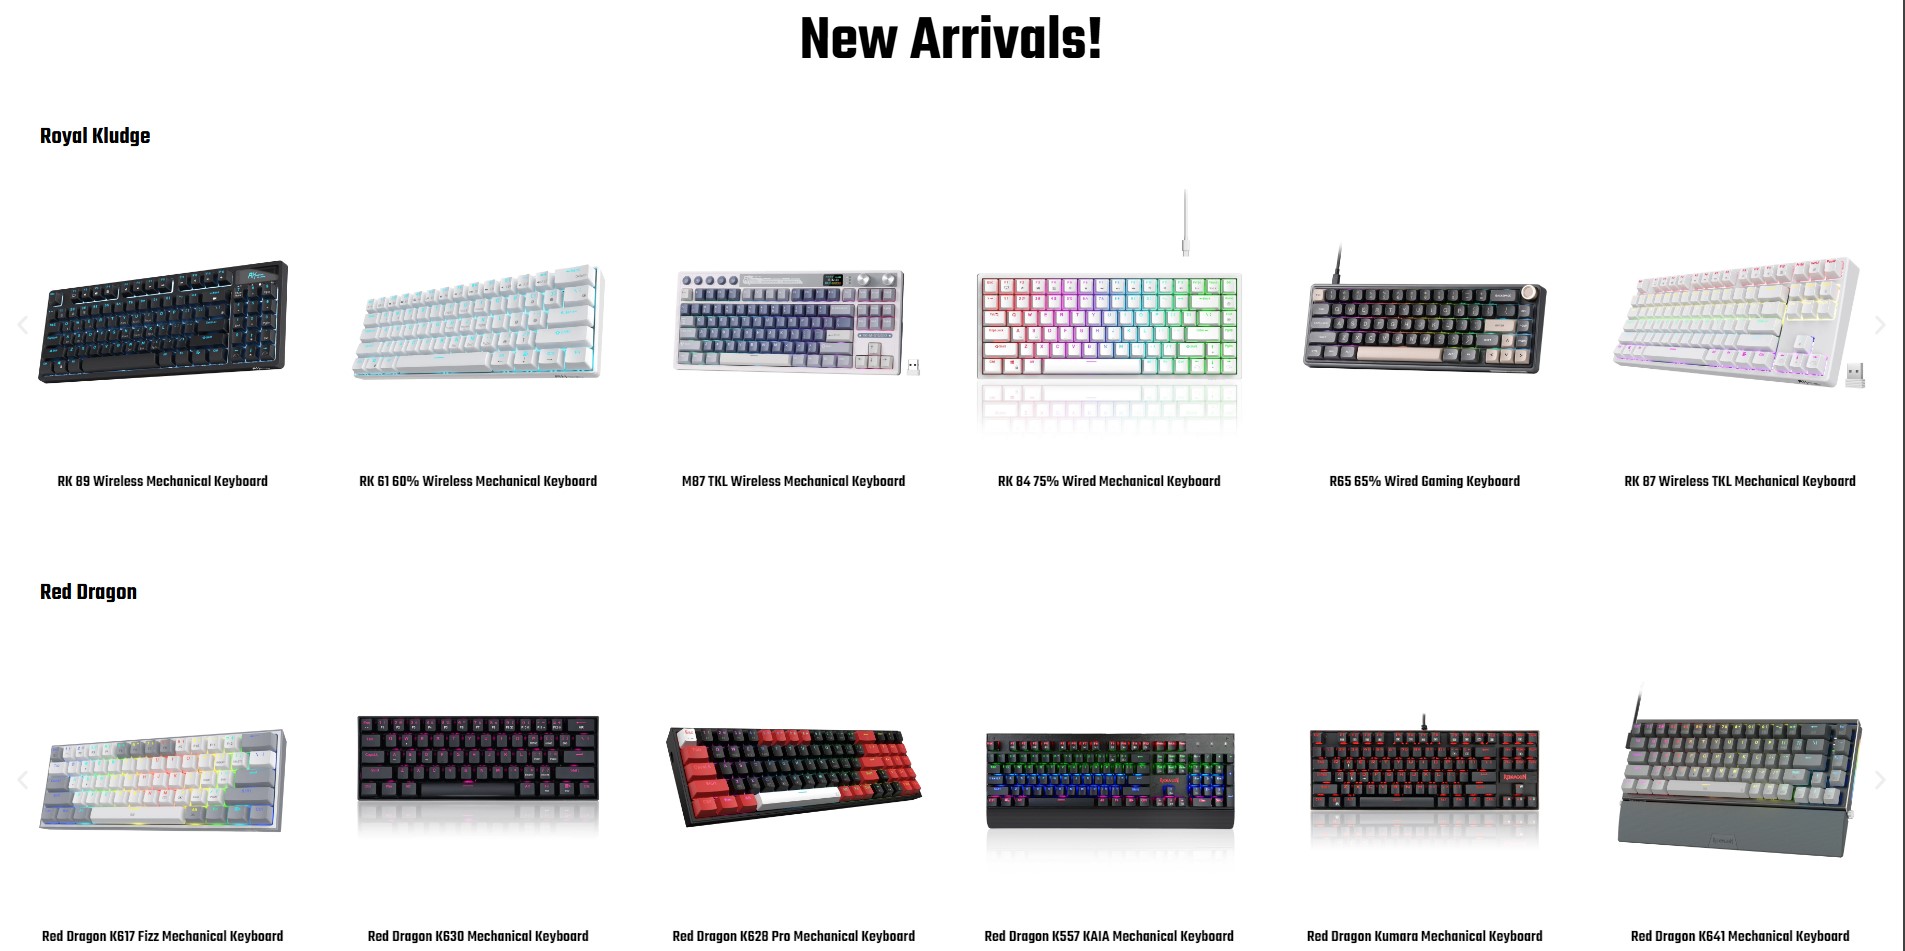 New Arrivals!
Royal Kludge
RK 89 Wireless Mechanical Keyboard
RK 61 60% Wireless Mechanical Keyboard
M87 TKL Wireless Mechanical Keyboard
RK 84 75% Wired Mechanical Keyboard
R65 65% Wired Gaming Keyboard
RK 87 Wireless TKL Mechanical Keyboard
Red Dragon
Red Dragon K617 Fizz Mechanical Keyboard
Red Dragon K630 Mechanical Keyboard
Red Dragon K628 Pro Mechanical Keyboard
Red Dragon K557 KAIA Mechanical Keyboard
Red Dragon Kumara Mechanical Keyboard
Red Dragon K641 Mechanical Keyboard